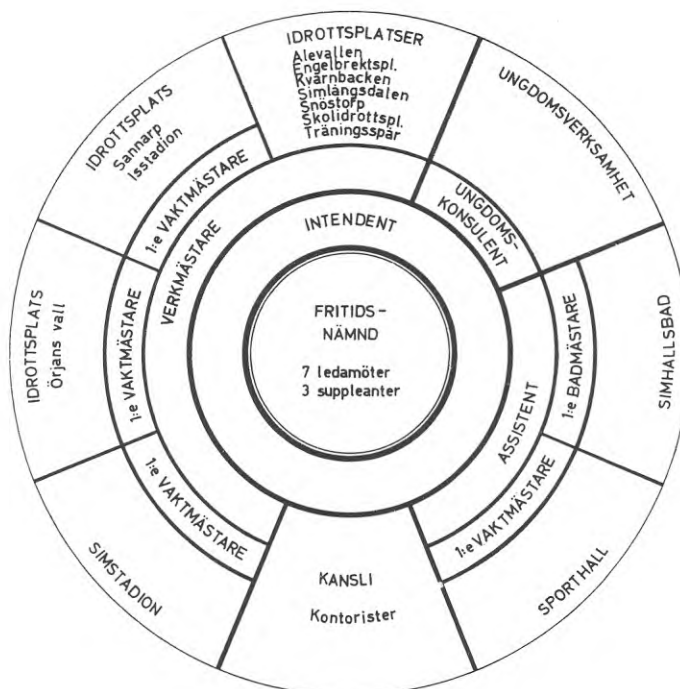 IDROTTSPLATSER
Alevallen
Engelbrektspl.
Kvarnbacken
Simlångsdalen
Snöstorp
Skolidrottspl.
Träningsspår
UNGDOMSVERKSAMHET
IDROTTSPLATS
Sannarp
Isstadion
1:e VAKTMÄSTARE
UNGDOMS-
KONSULENT
VERKMÄSTARE
INTENDENT
FRITIDS-
NÄMND
7 ledamöter
3 suppleanter
IDROTTSPLATS
Örjans vall
1:e VAKTMÄSTARE
ASSISTENT
1:e BADMÄSTARE
SIMHALLSBAD
1:e VAKTMÄSTARE
SIMSTADION
1:e VAKTMÄSTARE
SPORTHALL
KANSLI
Kontorister